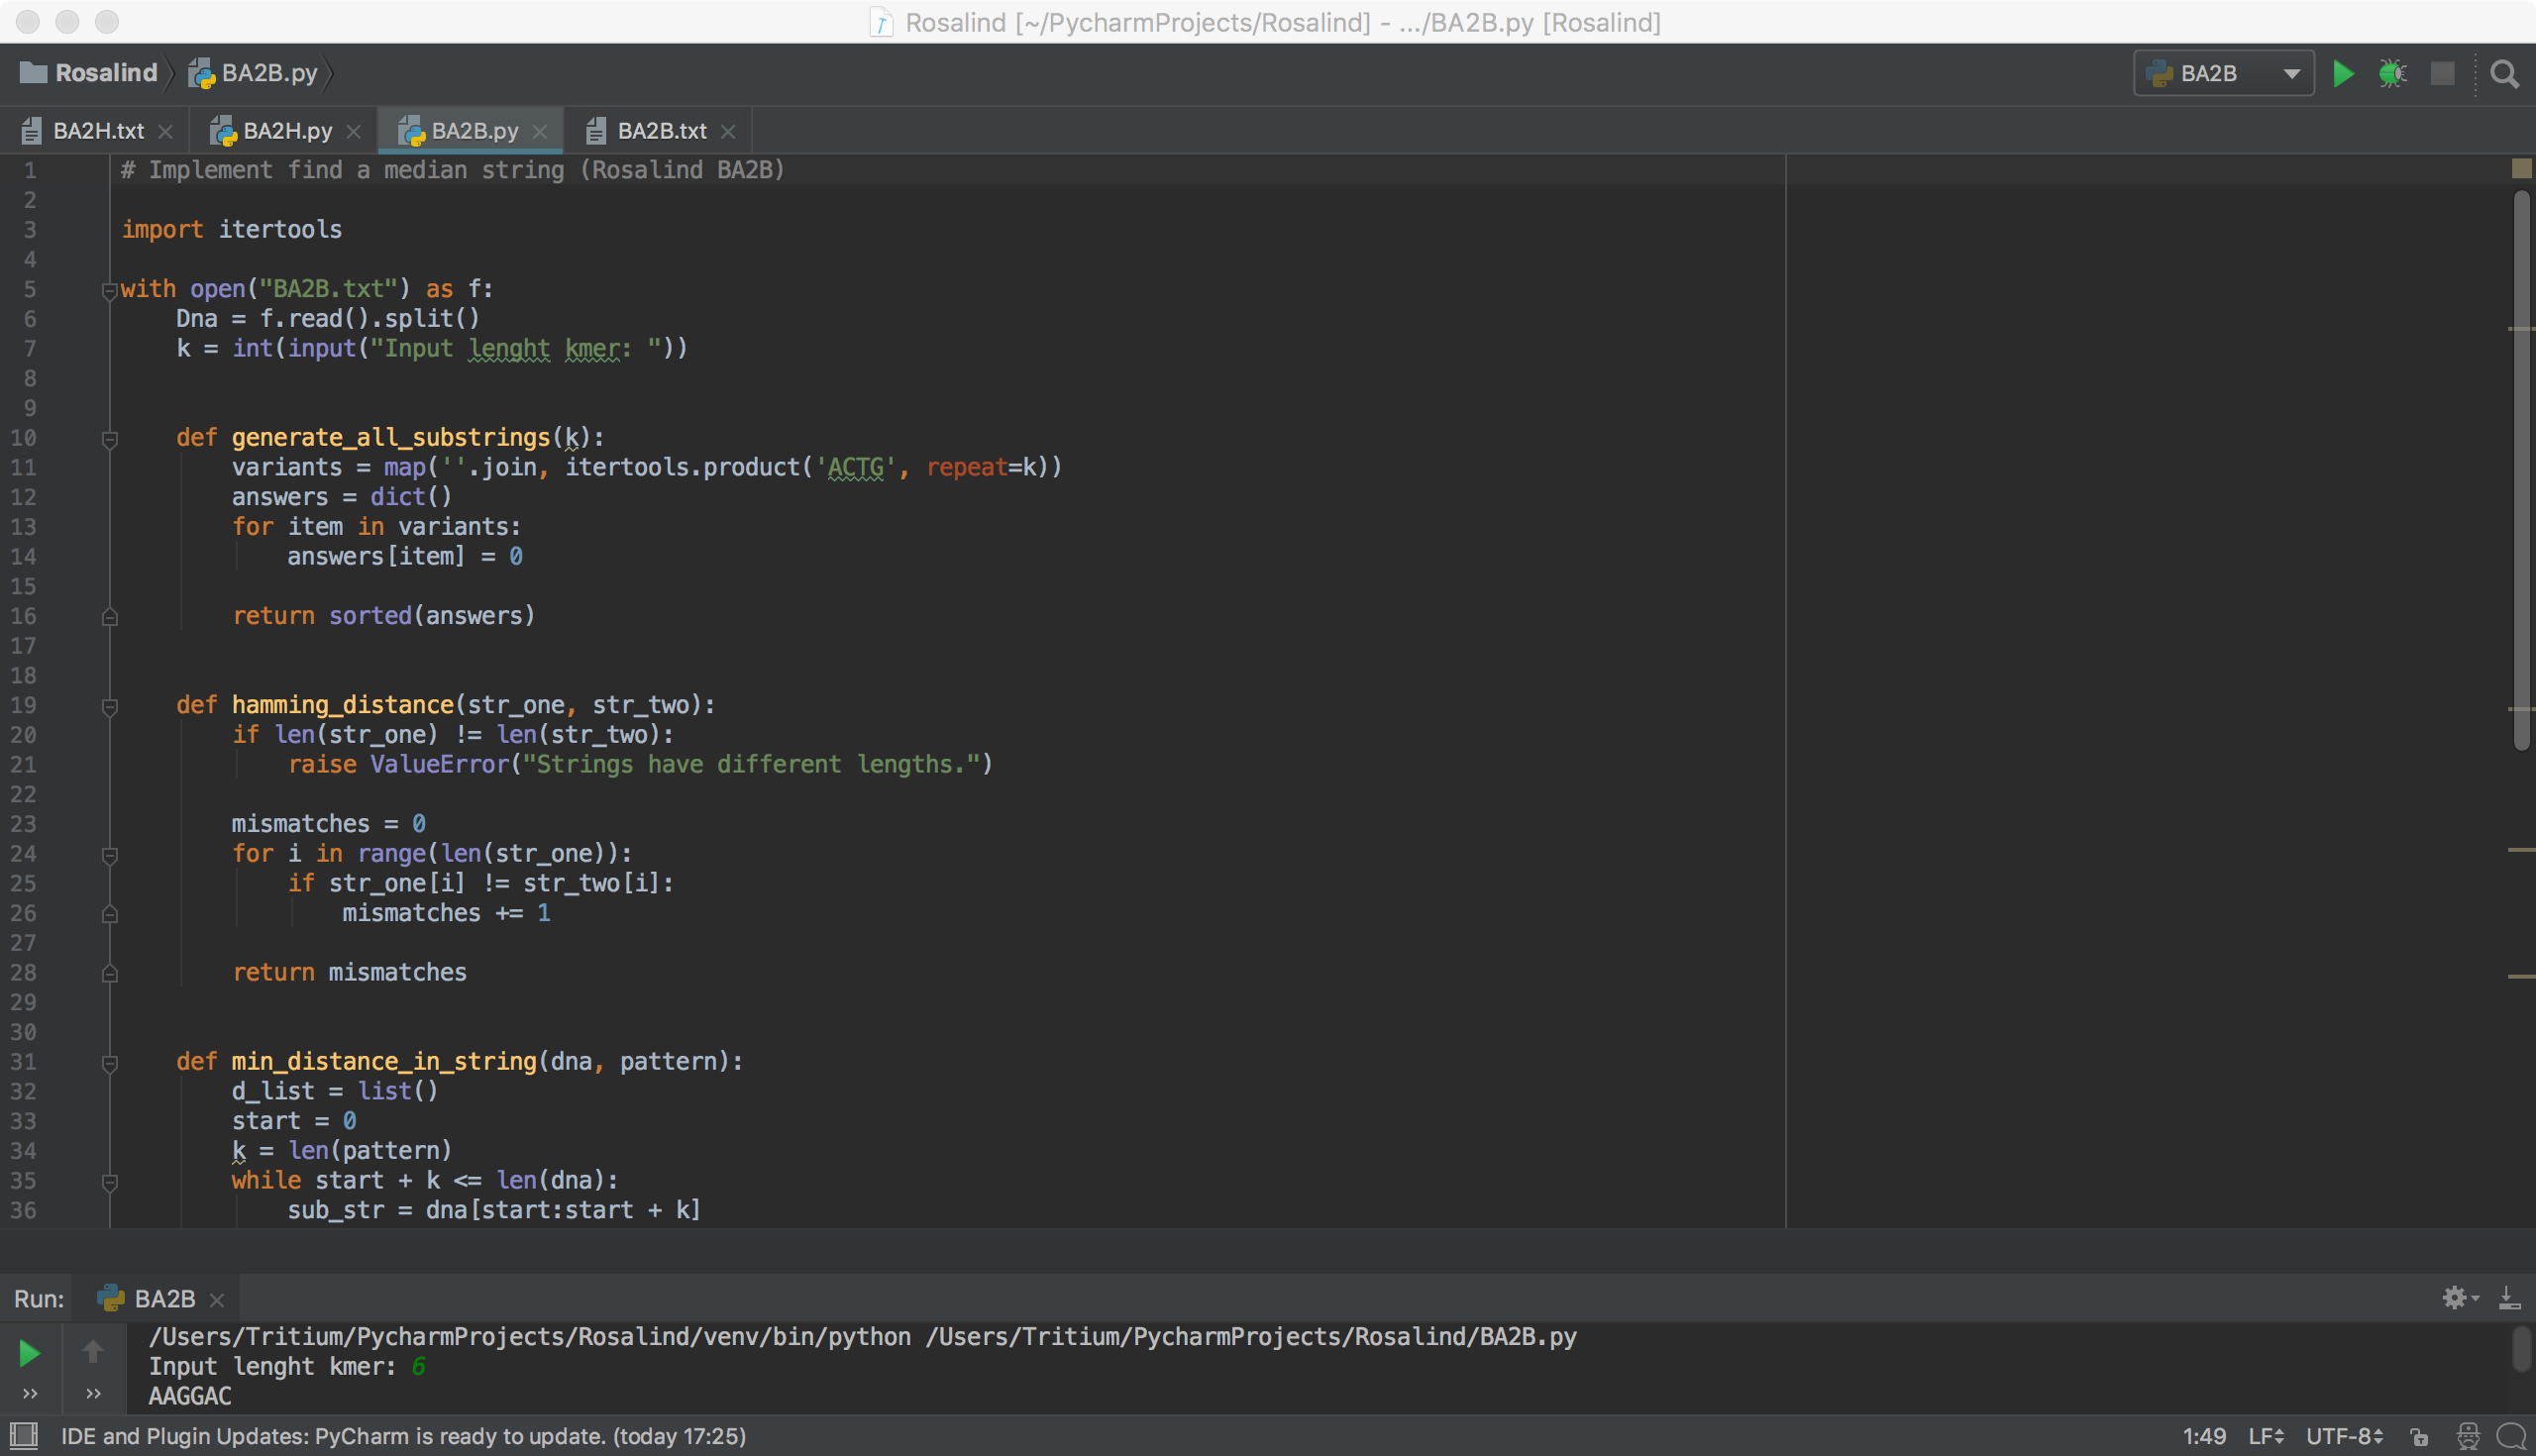 Rosalind [~/PycharmProjects/Rosalind] - .../BA2B.py [Rosalind]
Rosalind BA2B.py BA2B
BA2H.txt BA2H.py BA2B.py BA2B.txt
1 # Implement find a median string (Rosalind BA2B)
2
3 import itertools
4
5 with open("BA2B.txt") as f:
6     Dna = f.read().split()
7     k = int(input("Input lenght kmer: "))
8
9
10     def generate_all_substrings(k):
11         variants = map(''.join, itertools.product('ACTG', repeat=k))
12         answers = dict()
13         for item in variants:
14             answers[item] = 0
15
16         return sorted(answers)
17
18
19     def hamming_distance(str_one, str_two):
20         if len(str_one) != len(str_two):
21             raise ValueError("Strings have different lengths.")
22
23         mismatches = 0
24         for i in range(len(str_one)):
25             if str_one[i] != str_two[i]:
26                 mismatches += 1
27
28         return mismatches
29
30
31     def min_distance_in_string(dna, pattern):
32         d_list = list()
33         start = 0
34         k = len(pattern)
35         while start + k <= len(dna):
36             sub_str = dna[start:start + k]
Run: BA2B
/Users/Tritium/PycharmProjects/Rosalind/venv/bin/python /Users/Tritium/PycharmProjects/Rosalind/BA2B.py
Input lenght kmer: 6
AAGGAC
IDE and Plugin Updates: PyCharm is ready to update. (today 17:25) 1:49 LF UTF-8